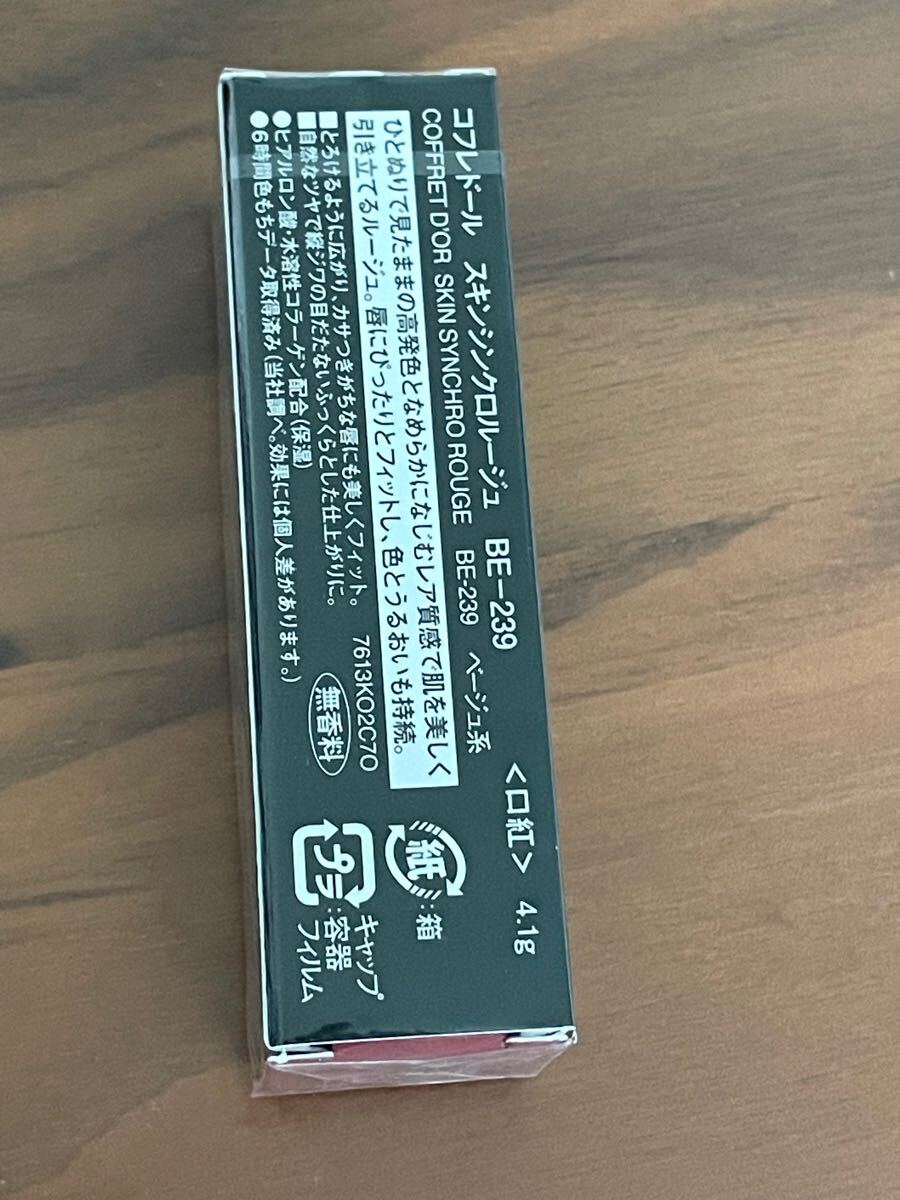 コフレドール スキンシンクロルージュ BE-239 <口紅> 4.1g
COFFRET D'OR SKIN SYNCHRO ROUGE BE-239 ベージュ系
ひとぬりで見たままの高発色となめらかになじむレア質感で肌を美しく
引き立てるルージュ。唇にぴったりとフィットし、色とうるおいも持続。
■とろけるように広がり、カサつきがちな唇にも美しくフィット。
■自然なツヤで縦ジワの目だたないふっくらとした仕上がりに。
●ヒアルロン酸・水溶性コラーゲン配合(保湿)
●6時間色もちデータ取得済み(当社調べ。効果には個人差があります。)
7613KO2C7O
無香料
紙:箱
プラ:キャップ
容器
フィルム